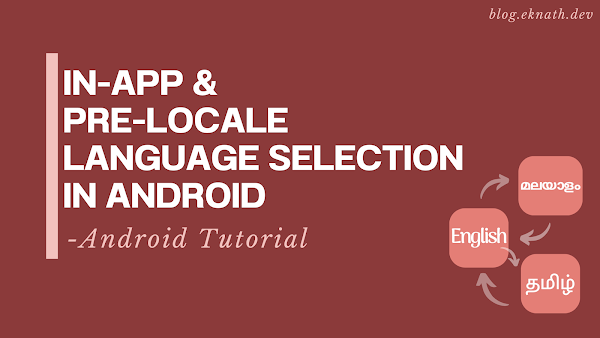 blog.eknath.dev
IN-APP &
PRE-LOCALE
LANGUAGE SELECTION
IN ANDROID
-Android Tutorial
മലയാളം
English
தமிழ்